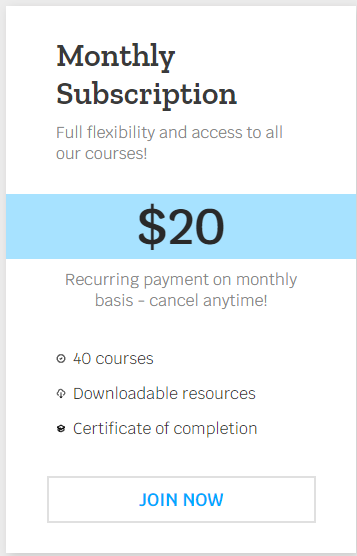 Monthly
Subscription
Full flexibility and access to all
our courses!
$20
Recurring payment on monthly
basis - cancel anytime!
40 courses
Downloadable resources
Certificate of completion
JOIN NOW